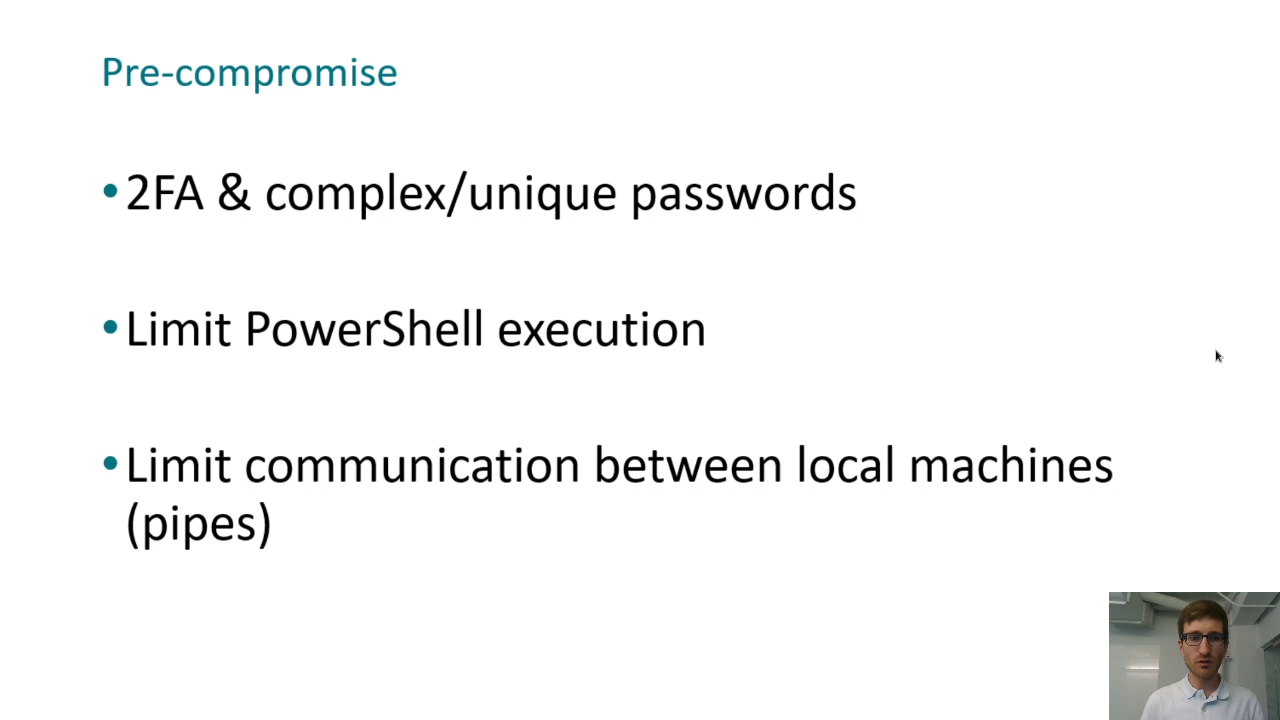 Pre-compromise
•2FA & complex/unique passwords
•Limit PowerShell execution
•Limit communication between local machines
(pipes)